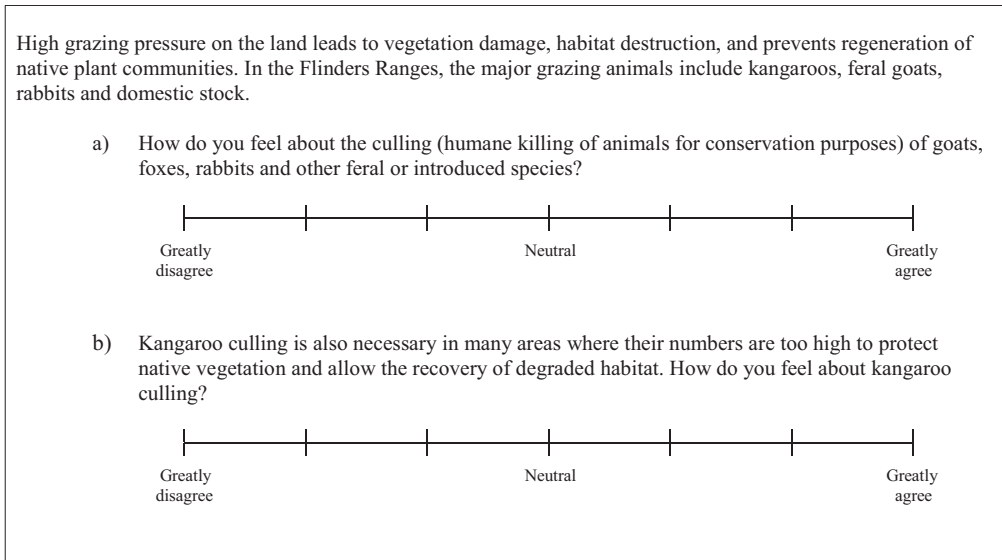 High grazing pressure on the land leads to vegetation damage, habitat destruction, and prevents regeneration of
native plant communities. In the Flinders Ranges, the major grazing animals include kangaroos, feral goats,
rabbits and domestic stock.
a) How do you feel about the culling (humane killing of animals for conservation purposes) of goats,
foxes, rabbits and other feral or introduced species?
Greatly disagree
Neutral
Greatly agree
b) Kangaroo culling is also necessary in many areas where their numbers are too high to protect
native vegetation and allow the recovery of degraded habitat. How do you feel about kangaroo
culling?
Greatly disagree
Neutral
Greatly agree